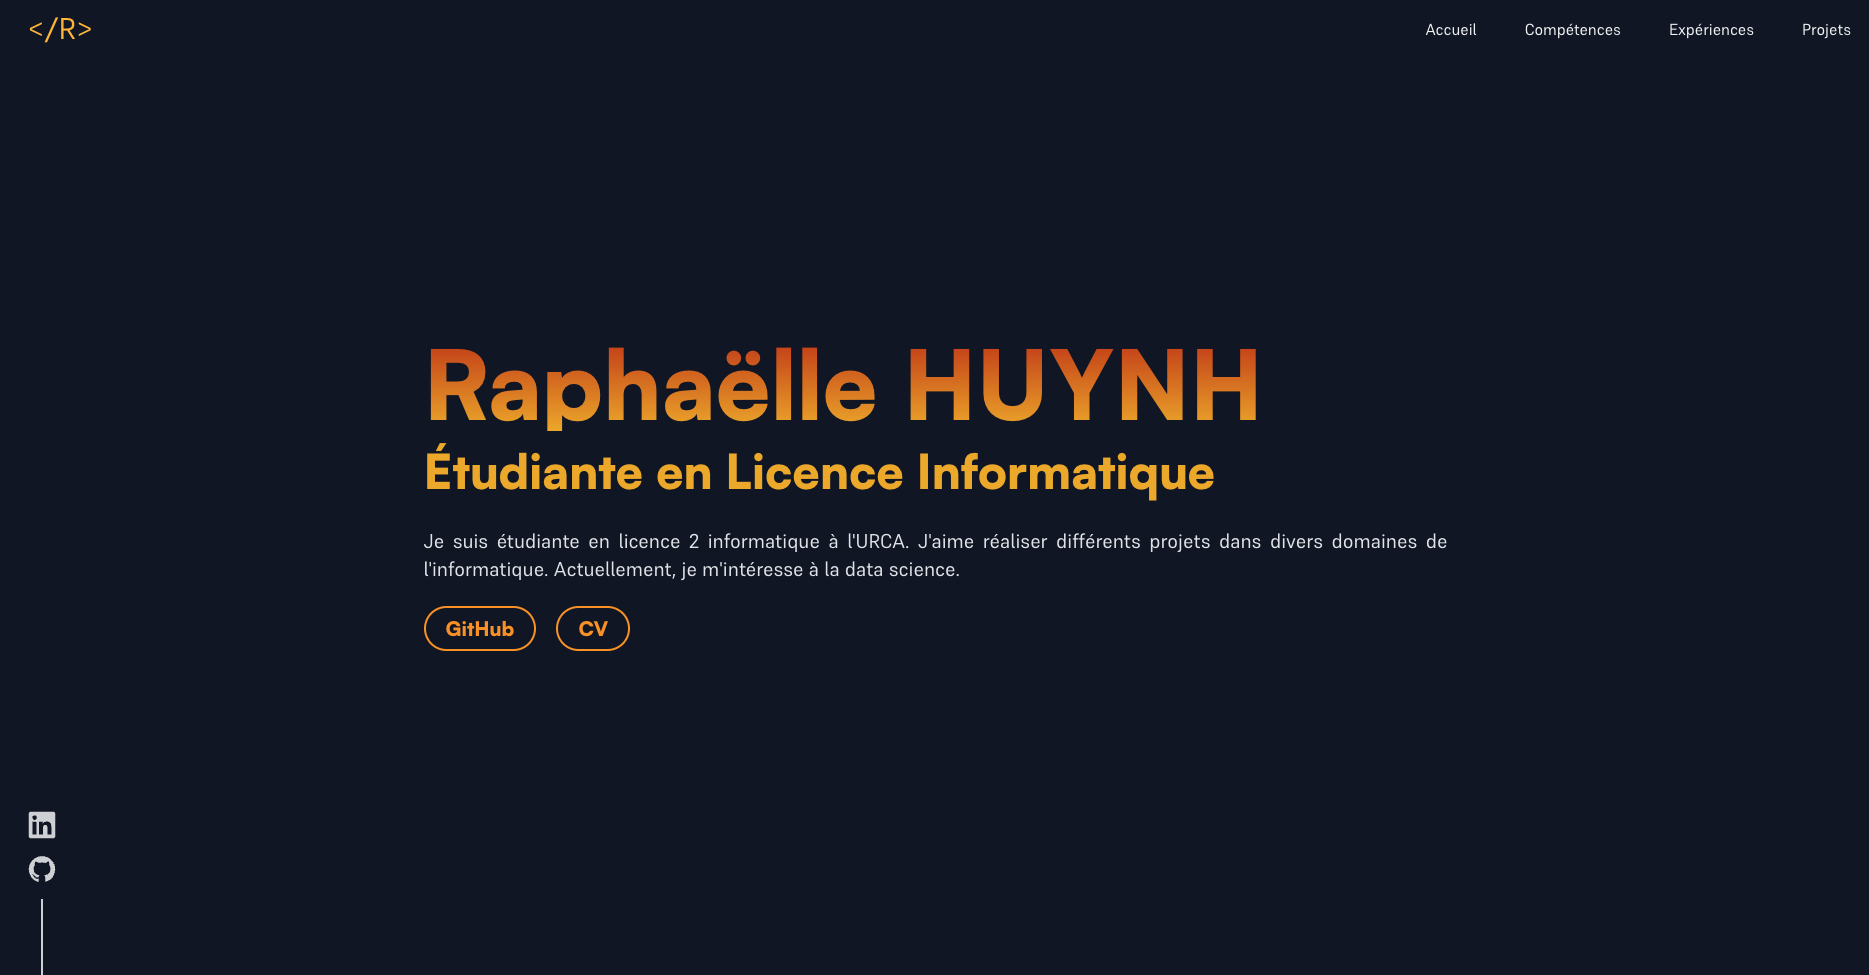 </R>
Accueil Compétences Expériences Projets
Raphaëlle HUYNH
Étudiante en Licence Informatique
Je suis étudiante en licence 2 informatique à l'URCA. J'aime réaliser différents projets dans divers domaines de
l'informatique. Actuellement, je m'intéresse à la data science.
GitHub CV
in